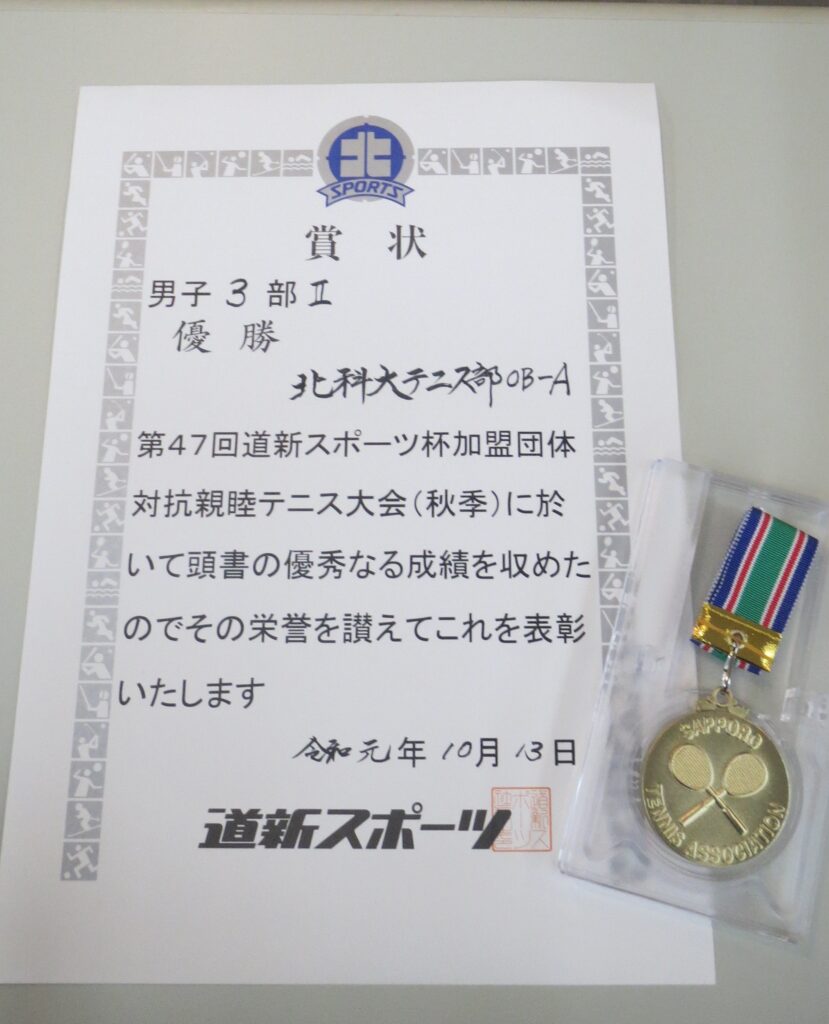 北
SPORTS
賞 状
男子 3 部 Ⅱ
優 勝
北科大テニス部OB-A
第47回道新スポーツ杯加盟団体
対抗親睦テニス大会(秋季)に於
いて頭書の優秀なる成績を収めた
のでその栄誉を讃えてこれを表彰
いたします
令和元年10月13日
道新スポーツ
SAPPORO
TENNIS ASSOCIATION